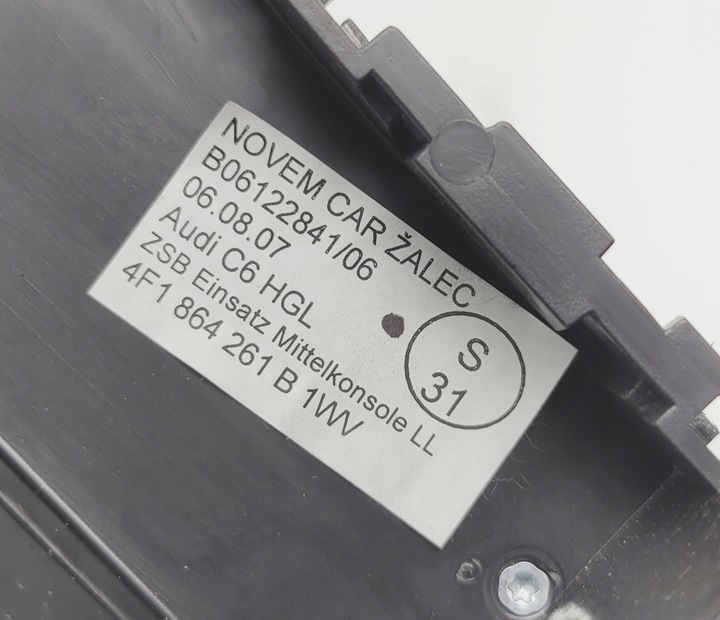 NOVEM CAR ŽALEC
B06122841/06
06.08.07
Audi C6 HGL
ZSB Einsatz Mittelkonsole LL
4F1 864 261 B 1VV
S
31